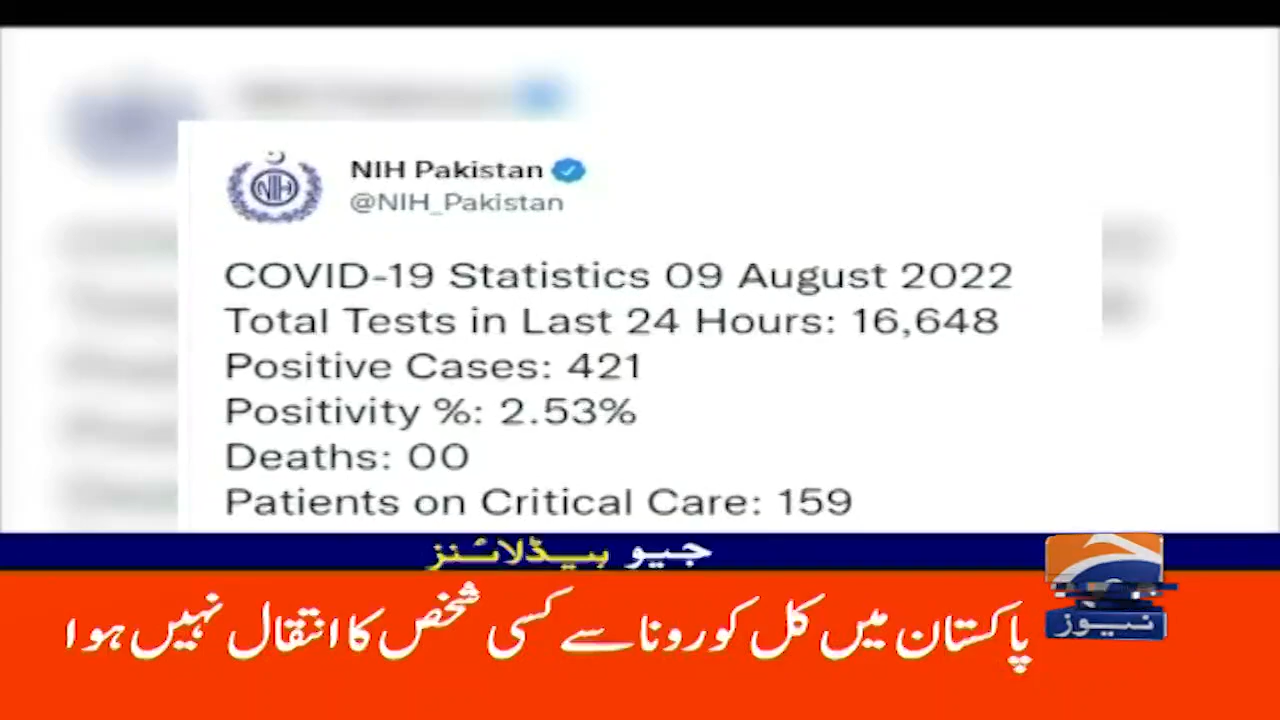 NIH Pakistan
@NIH_Pakistan
COVID-19 Statistics 09 August 2022
Total Tests in Last 24 Hours: 16,648
Positive Cases: 421
Positivity %: 2.53%
Deaths: 00
Patients on Critical Care: 159
جیو ہیڈلائنز
پاکستان میں کل کورونا سے کسی شخص کا انتقال نہیں ہوا
نیوز
NIH